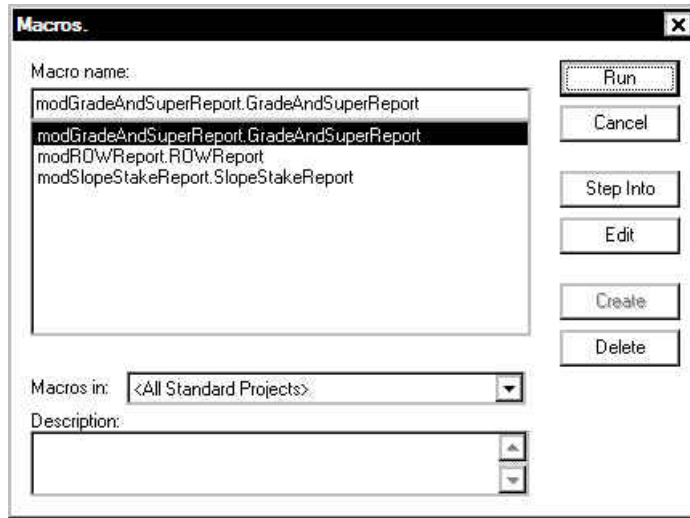 Macros.
Macro name:
modGradeAndSuperReport.GradeAndSuperReport
modGradeAndSuperReport.GradeAndSuperReport
modROWReport.ROWReport
modSlopeStakeReport.SlopeStakeReport
Run
Cancel
Step Into
Edit
Create
Delete
Macros in: <All Standard Projects>
Description: